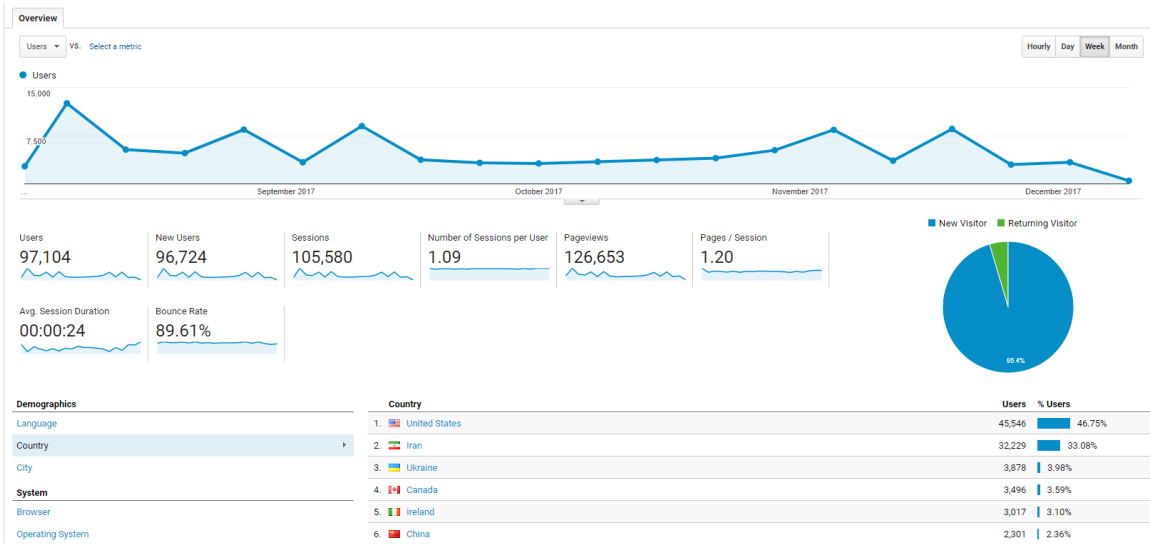 Overview
Users VS. Select a metric
Hourly Day Week Month
Users
15,000
7,500
... September 2017 October 2017 November 2017 December 2017
New Visitor Returning Visitor
Users New Users Sessions Number of Sessions per User Pageviews Pages / Session
97,104 96,724 105,580 1.09 126,653 1.20
Avg. Session Duration Bounce Rate
00:00:24 89.61%
95.4%
Demographics
Language
Country
City
System
Browser
Operating System
Country Users % Users
1. United States 45,546 46.75%
2. Iran 32,229 33.08%
3. Ukraine 3,878 3.98%
4. Canada 3,496 3.59%
5. Ireland 3,017 3.10%
6. China 2,301 2.36%